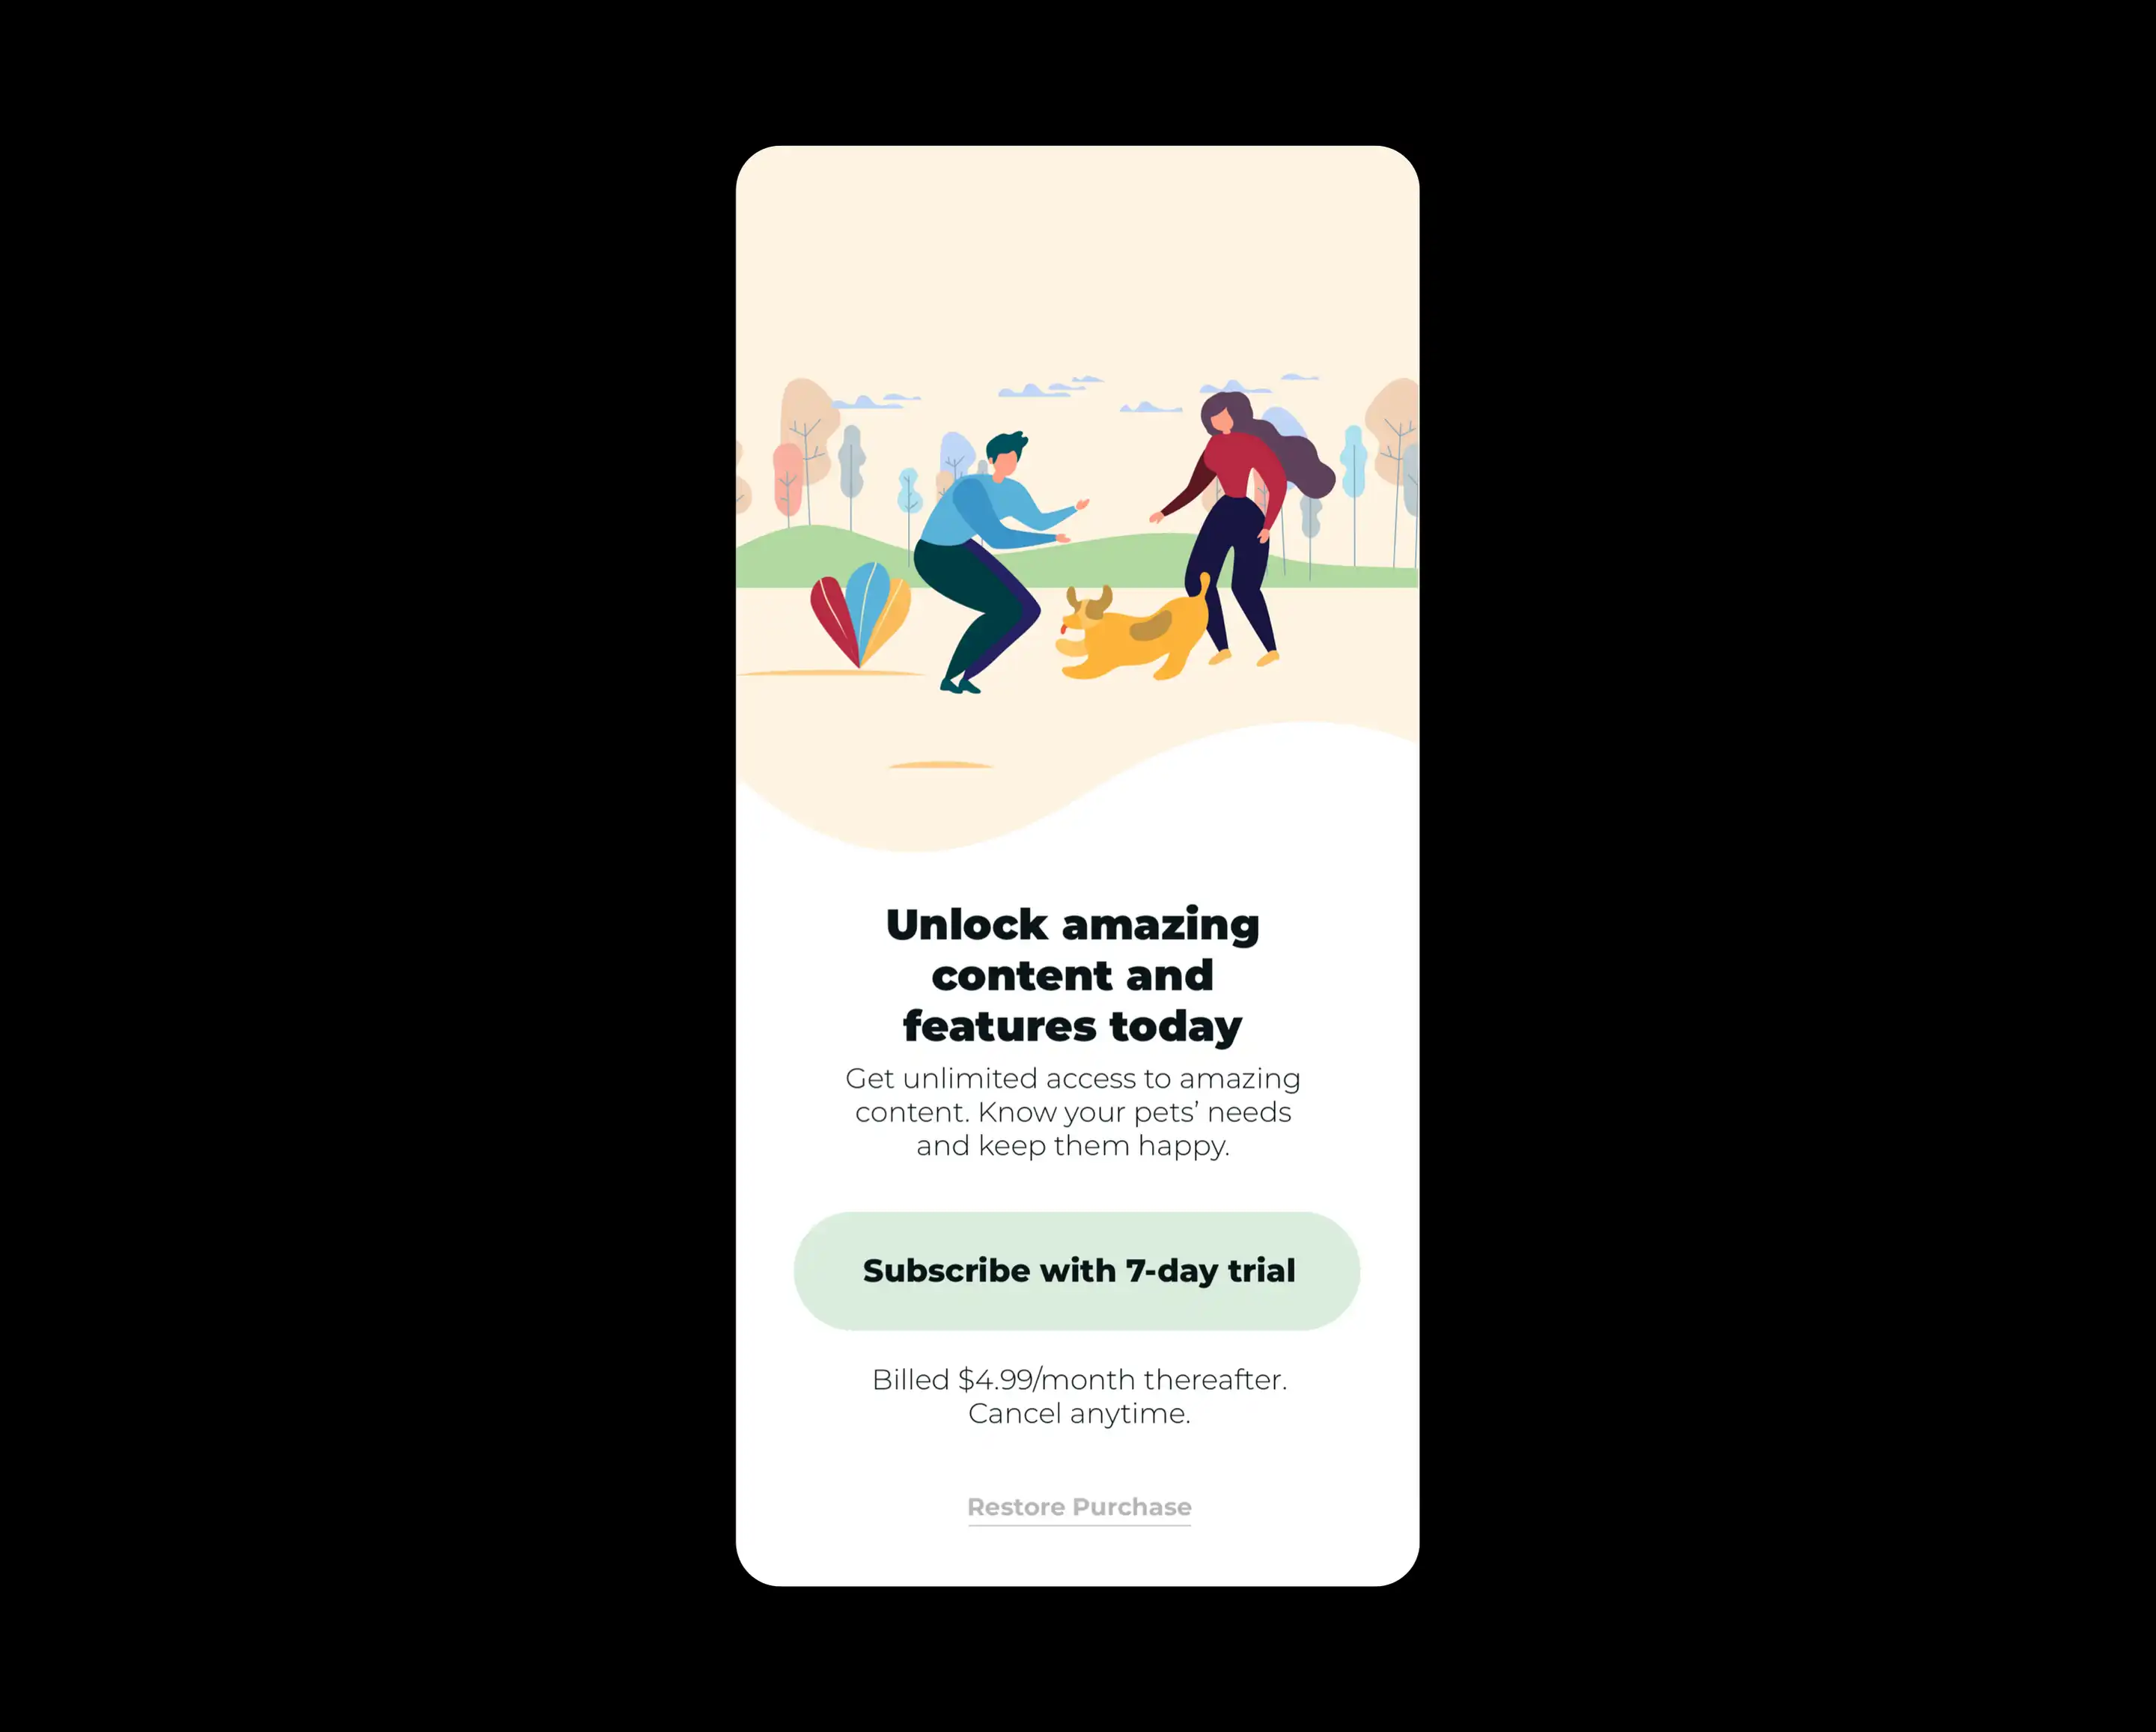 Unlock amazing
content and
features today
Get unlimited access to amazing
content. Know your pets’ needs
and keep them happy.
Subscribe with 7-day trial
Billed $4.99/month thereafter.
Cancel anytime.
Restore Purchase